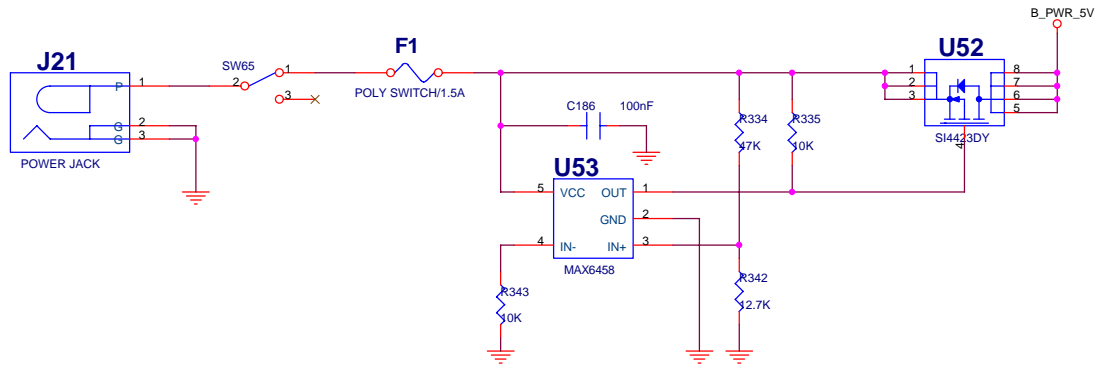 B_PWR_5V
J21
F1
U52
SW65
P 1
2
1
3
POLY SWITCH/1.5A
G 2
G 3
POWER JACK
C186 100nF
R334
47K
R335
10K
1 8
2 7
3 6
5
SI4423DY
4
U53
5 VCC OUT 1
GND 2
4 IN- IN+ 3
MAX6458
R343
10K
R342
12.7K